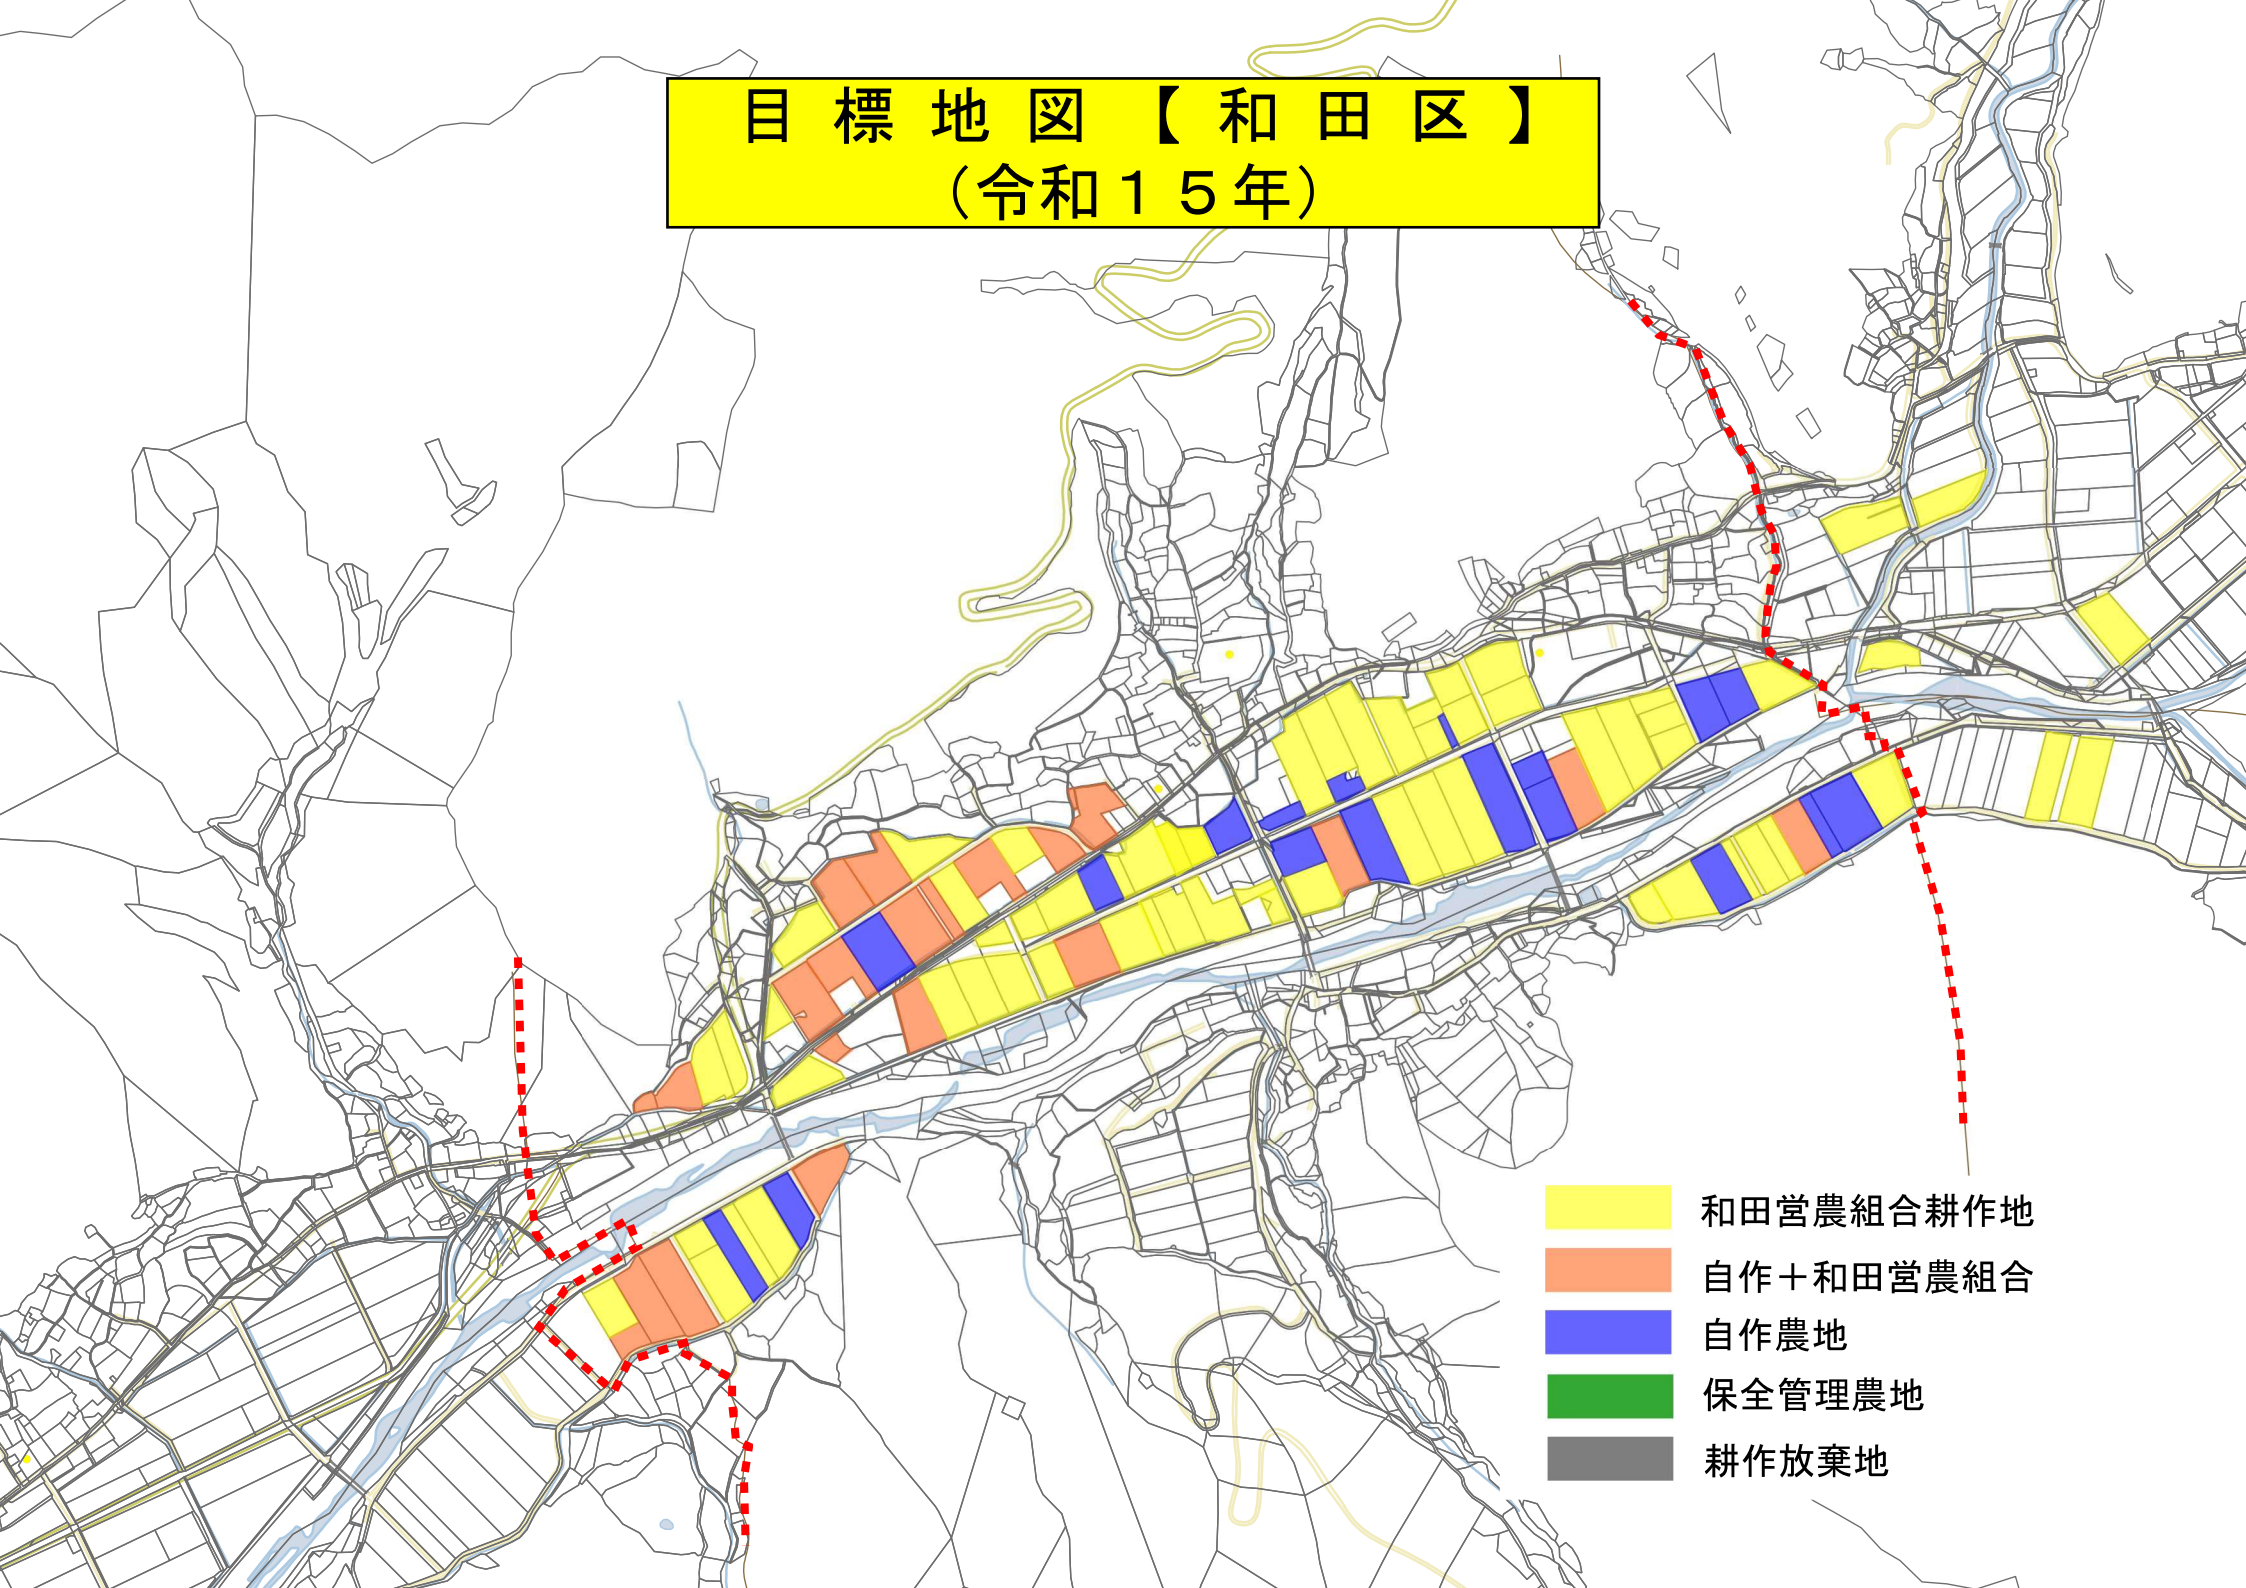 目標地図【和田区】
（令和１５年）
和田営農組合耕作地
自作＋和田営農組合
自作農地
保全管理農地
耕作放棄地